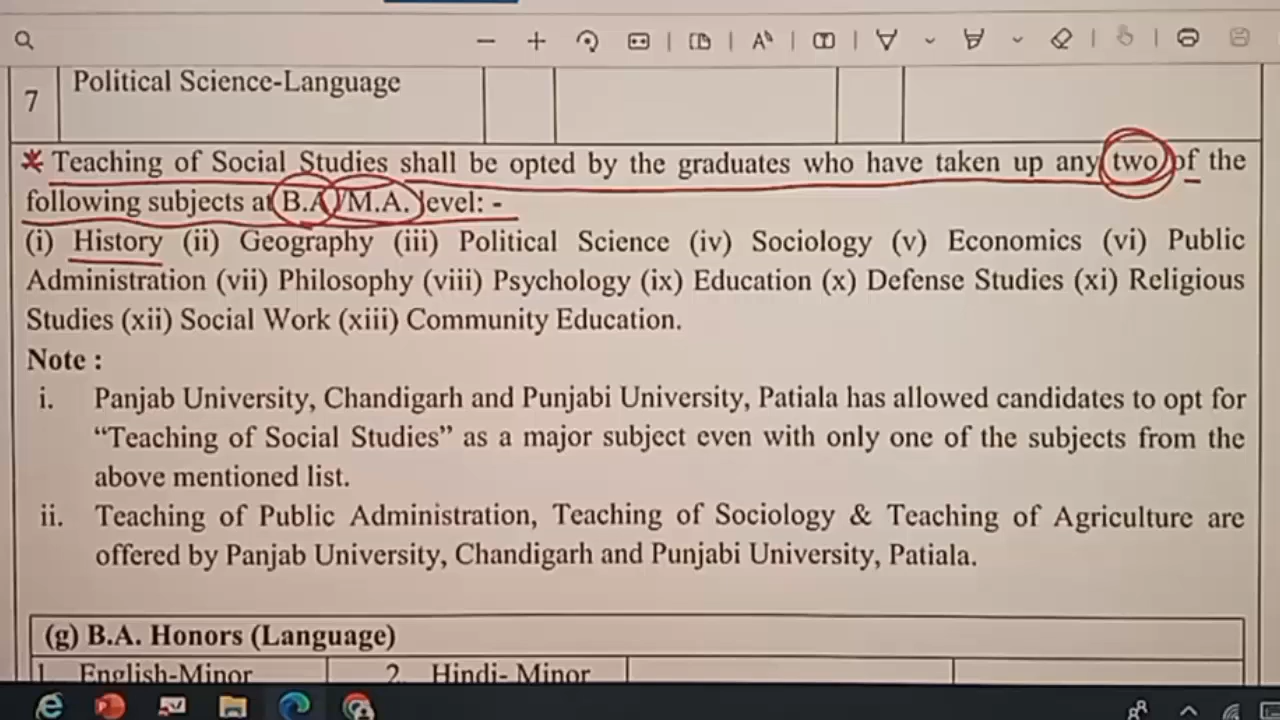 7
Political Science-Language
* Teaching of Social Studies shall be opted by the graduates who have taken up any two of the
following subjects at B.A/M.A. level: -
(i) History (ii) Geography (iii) Political Science (iv) Sociology (v) Economics (vi) Public
Administration (vii) Philosophy (viii) Psychology (ix) Education (x) Defense Studies (xi) Religious
Studies (xii) Social Work (xiii) Community Education.
Note :
i. Panjab University, Chandigarh and Punjabi University, Patiala has allowed candidates to opt for
“Teaching of Social Studies” as a major subject even with only one of the subjects from the
above mentioned list.
ii. Teaching of Public Administration, Teaching of Sociology & Teaching of Agriculture are
offered by Panjab University, Chandigarh and Punjabi University, Patiala.
(g) B.A. Honors (Language)
1. English-Minor 2. Hindi- Minor